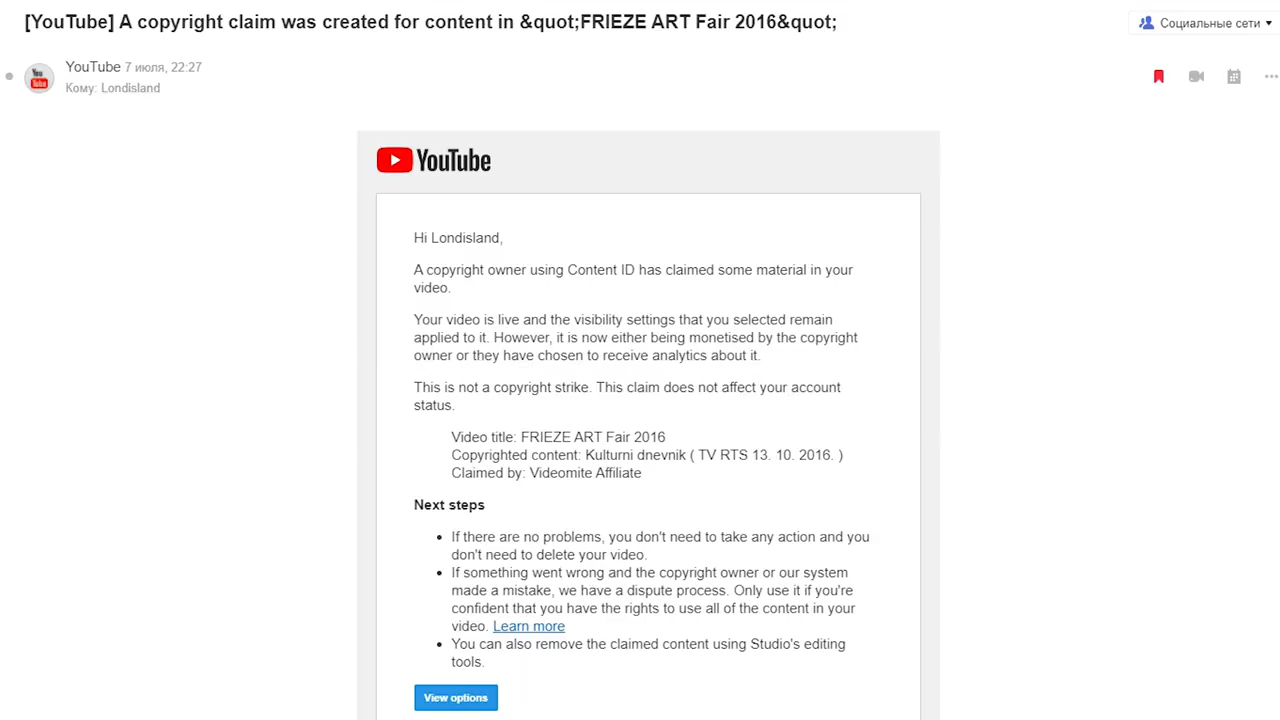 [YouTube] A copyright claim was created for content in &quot;FRIEZE ART Fair 2016&quot;
Социальные сети
YouTube 7 июля, 22:27
Кому: Londisland
YouTube
Hi Londisland,
A copyright owner using Content ID has claimed some material in your
video.
Your video is live and the visibility settings that you selected remain
applied to it. However, it is now either being monetised by the copyright
owner or they have chosen to receive analytics about it.
This is not a copyright strike. This claim does not affect your account
status.
Video title: FRIEZE ART Fair 2016
Copyrighted content: Kulturni dnevnik ( TV RTS 13. 10. 2016. )
Claimed by: Videomite Affiliate
Next steps
• If there are no problems, you don't need to take any action and you
don't need to delete your video.
• If something went wrong and the copyright owner or our system
made a mistake, we have a dispute process. Only use it if you're
confident that you have the rights to use all of the content in your
video. Learn more
• You can also remove the claimed content using Studio's editing
tools.
View options